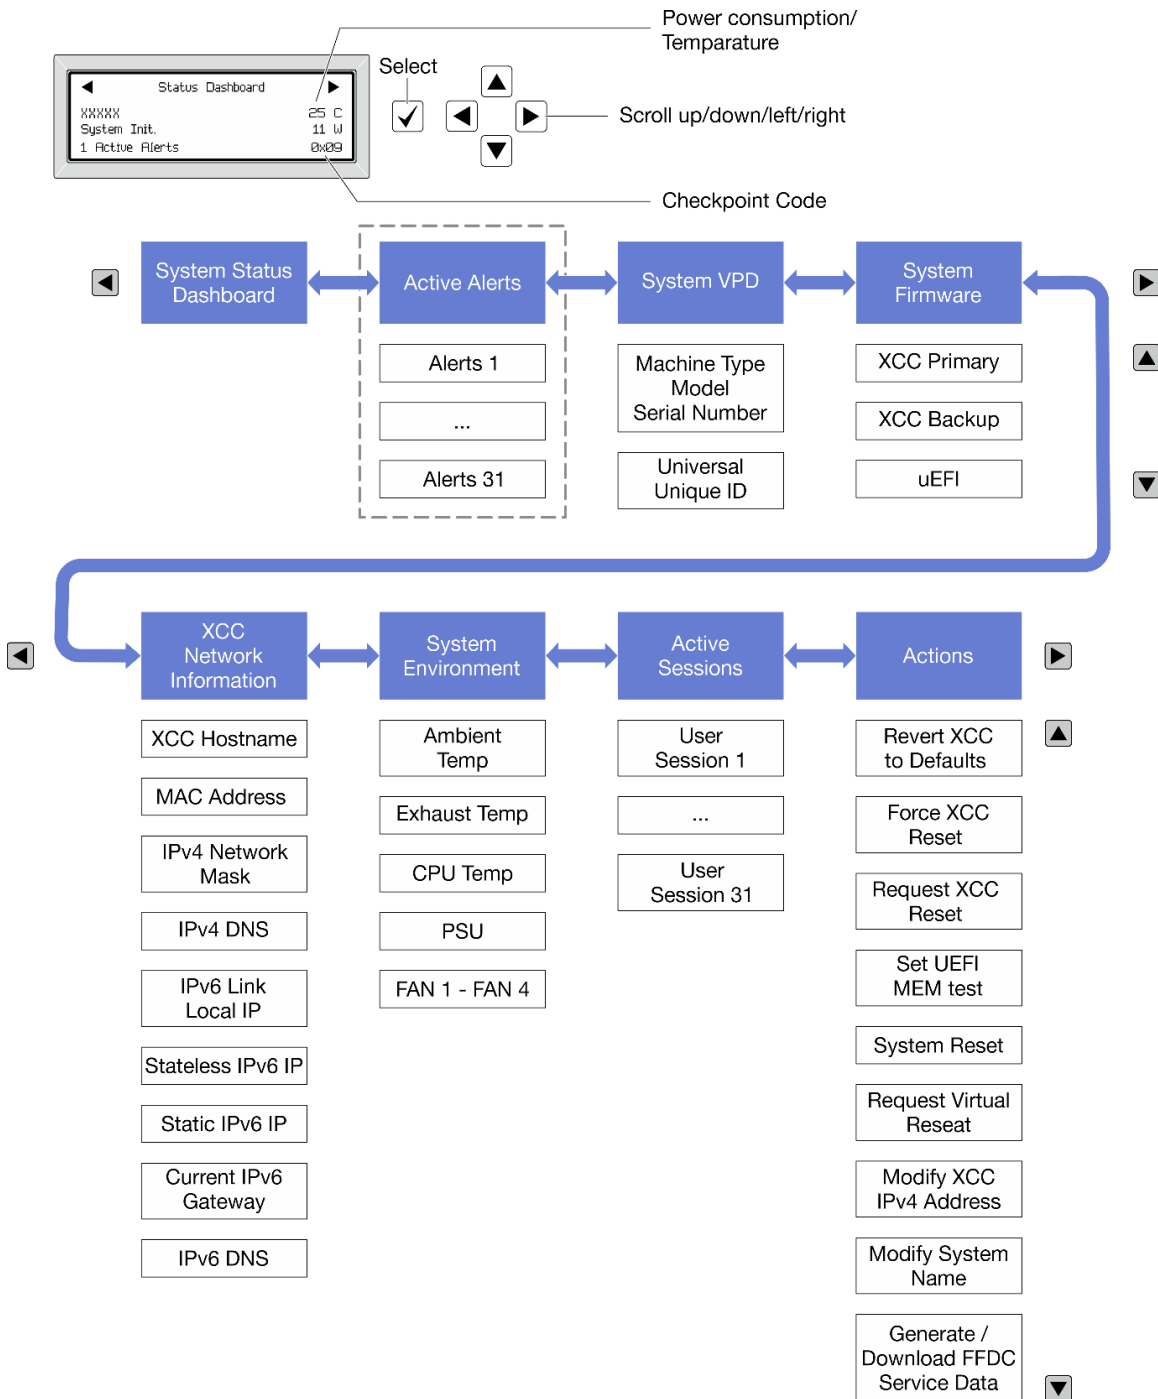 Power consumption/
Temparature
Select
Status Dashboard
XXXXX
25 C
System Init.
11 W
1 Active Alerts
0x09
Scroll up/down/left/right
Checkpoint Code
System Status
Dashboard
Active Alerts
System VPD
System
Firmware
Alerts 1
...
Alerts 31
Machine Type
Model
Serial Number
Universal
Unique ID
XCC Primary
XCC Backup
uEFI
XCC
Network
Information
System
Environment
Active
Sessions
Actions
XCC Hostname
MAC Address
IPv4 Network
Mask
IPv4 DNS
IPv6 Link
Local IP
Stateless IPv6 IP
Static IPv6 IP
Current IPv6
Gateway
IPv6 DNS
Ambient
Temp
Exhaust Temp
CPU Temp
PSU
FAN 1 - FAN 4
User
Session 1
...
User
Session 31
Revert XCC
to Defaults
Force XCC
Reset
Request XCC
Reset
Set UEFI
MEM test
System Reset
Request Virtual
Reseat
Modify XCC
IPv4 Address
Modify System
Name
Generate /
Download FFDC
Service Data